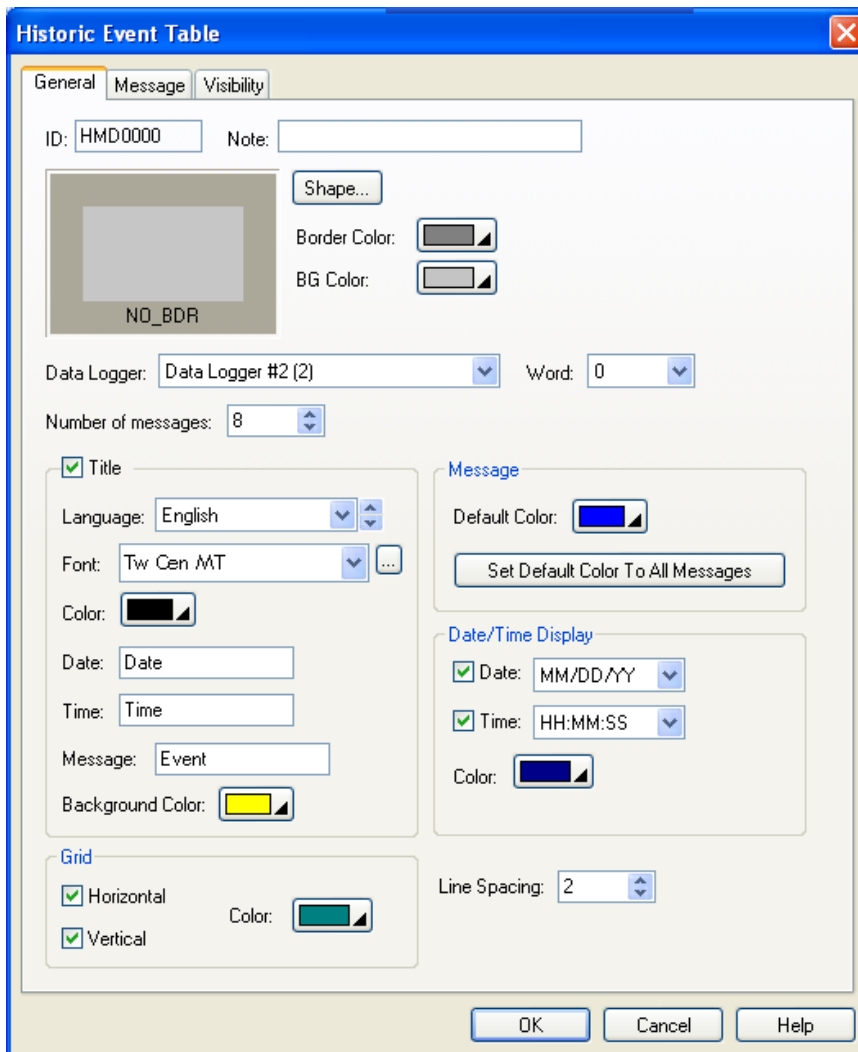 Historic Event Table
General Message Visibility
ID: HMD0000 Note:
Shape...
Border Color:
BG Color:
NO_BDR
Data Logger: Data Logger #2 (2) Word: 0
Number of messages: 8
Title
Language: English
Font: Tw Cen MT ...
Color:
Date: Date
Time: Time
Message: Event
Background Color:
Message
Default Color:
Set Default Color To All Messages
Date/Time Display
Date: MM/DD/YY
Time: HH:MM:SS
Color:
Grid
Horizontal
Vertical
Color:
Line Spacing: 2
OK Cancel Help